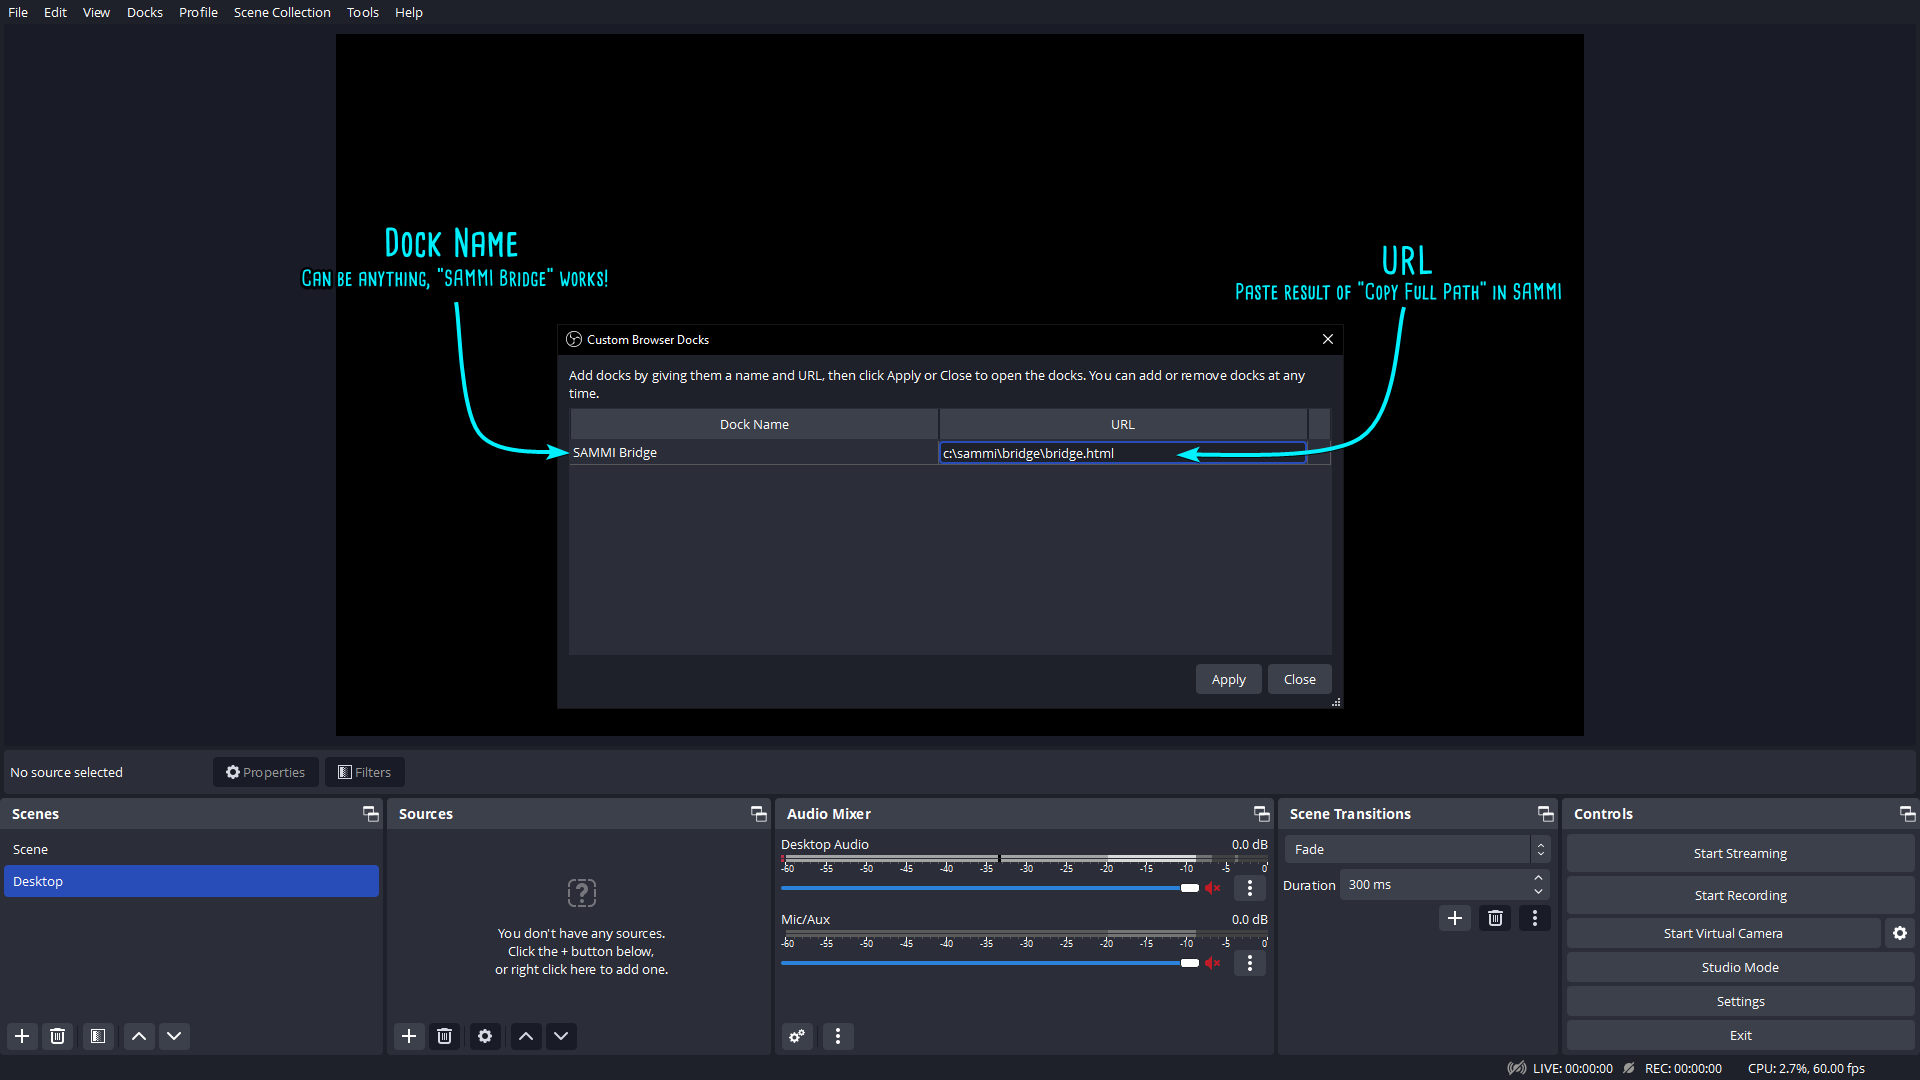 File Edit View Docks Profile Scene Collection Tools Help
Dock Name
Can be anything, "SAMMI Bridge" works!
URL
Paste result of "Copy Full Path" in SAMMI
Custom Browser Docks
Add docks by giving them a name and URL, then click Apply or Close to open the docks. You can add or remove docks at any
time.
Dock Name URL
SAMMI Bridge c:\sammi\bridge\bridge.html
Apply Close
No source selected Properties Filters
Scenes
Scene
Desktop
Sources
You don't have any sources.
Click the + button below,
or right click here to add one.
Audio Mixer
Desktop Audio 0.0 dB
-60 -55 -50 -45 -40 -35 -30 -25 -20 -15 -10 -5 0
Mic/Aux 0.0 dB
-60 -55 -50 -45 -40 -35 -30 -25 -20 -15 -10 -5 0
Scene Transitions
Fade
Duration 300 ms
Controls
Start Streaming
Start Recording
Start Virtual Camera
Studio Mode
Settings
Exit
LIVE: 00:00:00 REC: 00:00:00 CPU: 2.7%, 60.00 fps